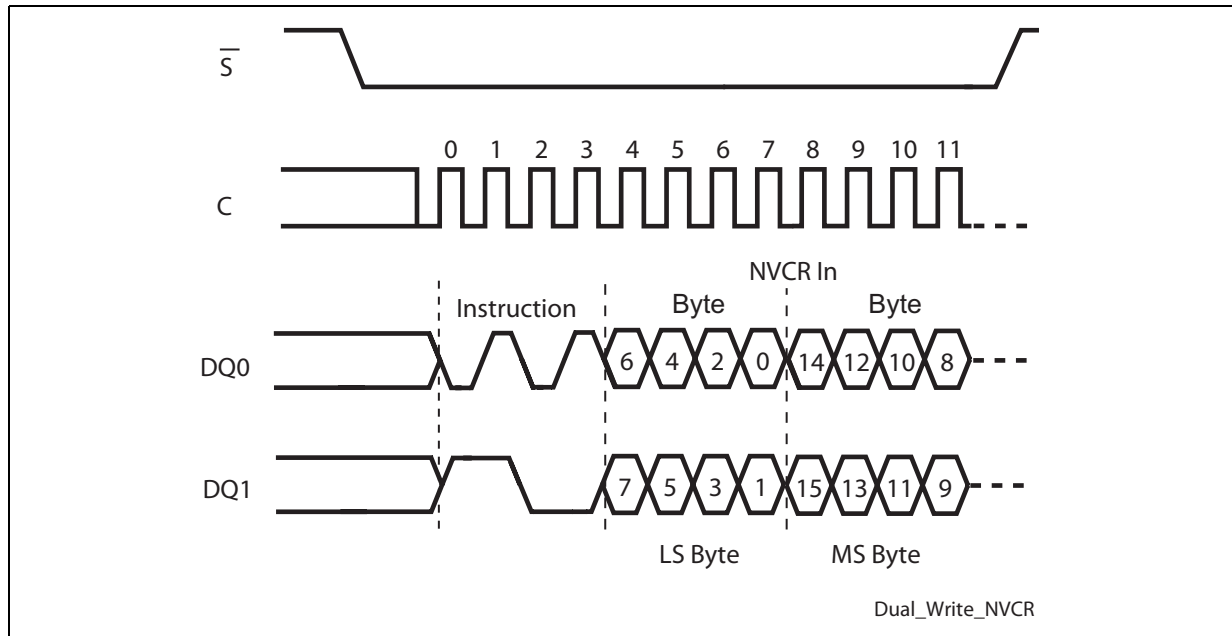 S
0 1 2 3 4 5 6 7 8 9 10 11
C
NVCR In
Instruction Byte Byte
DQ0 6 4 2 0 14 12 10 8
DQ1 7 5 3 1 15 13 11 9
LS Byte MS Byte
Dual_Write_NVCR